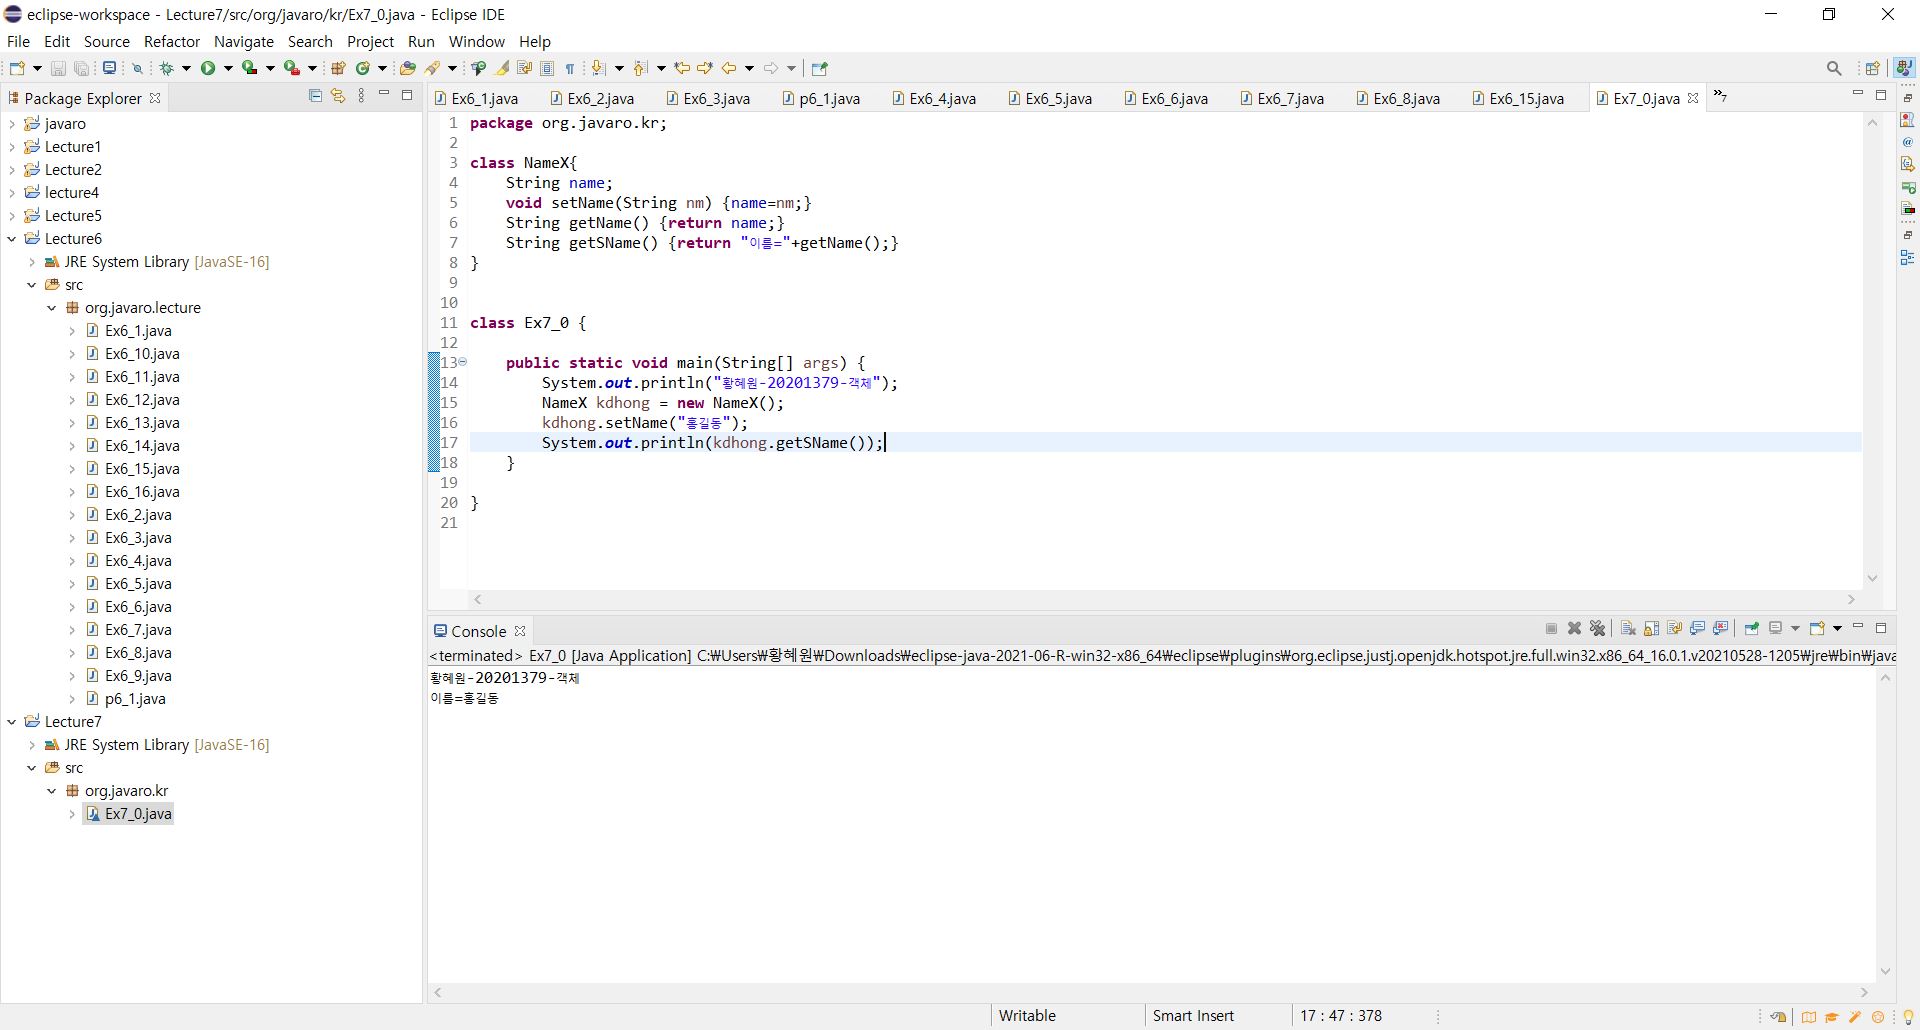 eclipse-workspace - Lecture7/src/org/javaro/kr/Ex7_0.java - Eclipse IDE
File Edit Source Refactor Navigate Search Project Run Window Help
Package Explorer
javaro
Lecture1
Lecture2
lecture4
Lecture5
Lecture6
JRE System Library [JavaSE-16]
src
org.javaro.lecture
Ex6_1.java
Ex6_10.java
Ex6_11.java
Ex6_12.java
Ex6_13.java
Ex6_14.java
Ex6_15.java
Ex6_16.java
Ex6_2.java
Ex6_3.java
Ex6_4.java
Ex6_5.java
Ex6_6.java
Ex6_7.java
Ex6_8.java
Ex6_9.java
p6_1.java
Lecture7
JRE System Library [JavaSE-16]
src
org.javaro.kr
Ex7_0.java
Ex6_1.java Ex6_2.java Ex6_3.java p6_1.java Ex6_4.java Ex6_5.java Ex6_6.java Ex6_7.java Ex6_8.java Ex6_15.java Ex7_0.java »7
1 package org.javaro.kr;
2
3 class NameX{
4 String name;
5 void setName(String nm) {name=nm;}
6 String getName() {return name;}
7 String getSName() {return "이름="+getName();}
8 }
9
10
11 class Ex7_0 {
12
13 public static void main(String[] args) {
14 System.out.println("황혜원-20201379-객체");
15 NameX kdhong = new NameX();
16 kdhong.setName("홍길동");
17 System.out.println(kdhong.getSName());
18 }
19
20 }
21
Console
<terminated> Ex7_0 [Java Application] C:₩Users₩황혜원₩Downloads₩eclipse-java-2021-06-R-win32-x86_64₩eclipse₩plugins₩org.eclipse.justj.openjdk.hotspot.jre.full.win32.x86_64_16.0.1.v20210528-1205₩jre₩bin₩java
황혜원-20201379-객체
이름=홍길동
Writable Smart Insert 17 : 47 : 378